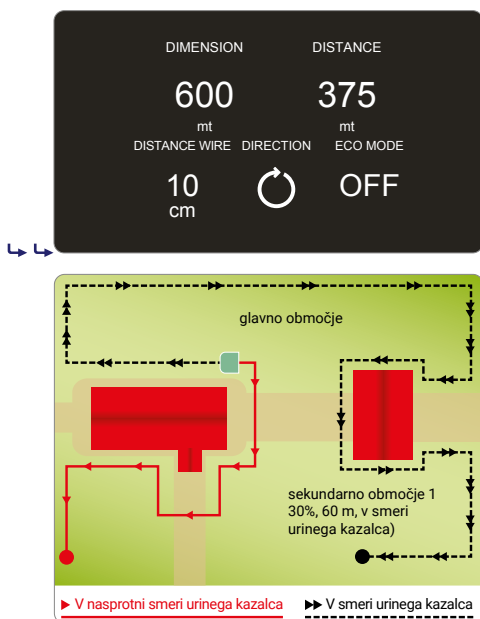 DIMENSION DISTANCE
600 375
mt mt
DISTANCE WIRE DIRECTION ECO MODE
10 OFF
cm
glavno območje
sekundarno območje 1
30%, 60 m, v smeri
urinega kazalca)
V nasprotni smeri urinega kazalca V smeri urinega kazalca